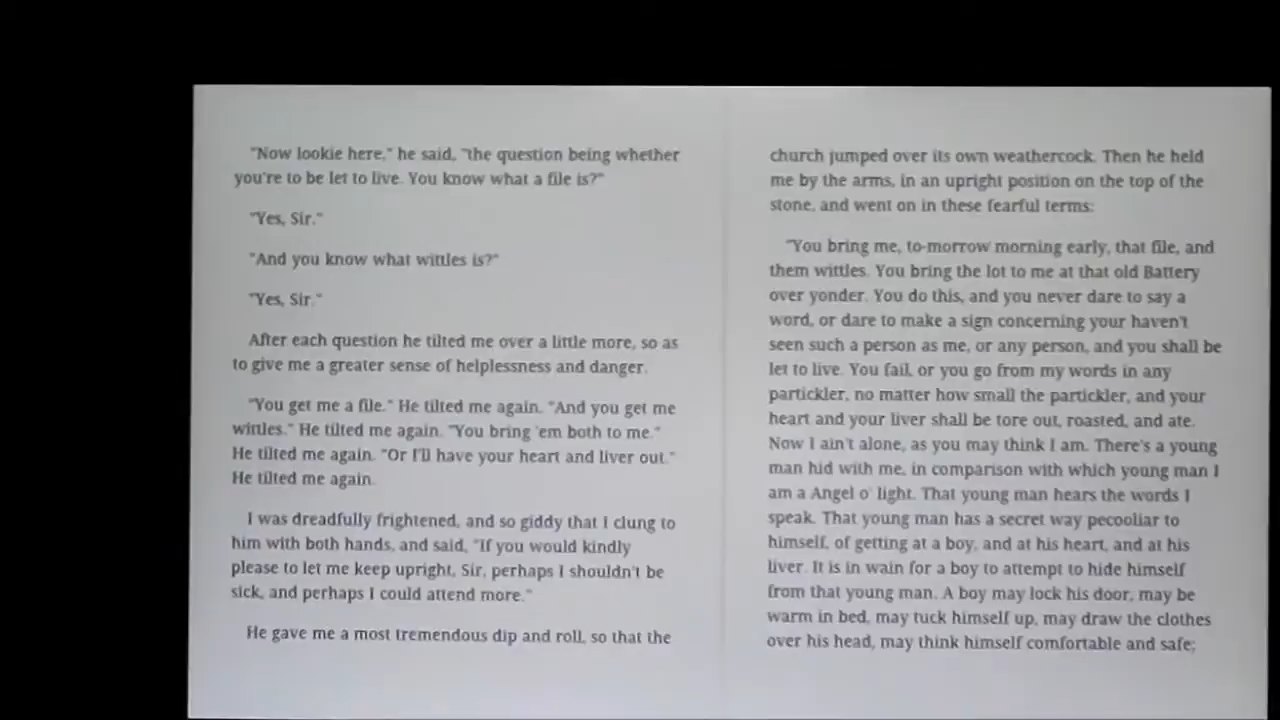 "Now lookie here," he said, "the question being whether
you're to be let to live. You know what a file is?"
"Yes, Sir."
"And you know what wittles is?"
"Yes, Sir."
After each question he tilted me over a little more, so as
to give me a greater sense of helplessness and danger.
"You get me a file." He tilted me again. "And you get me
wittles." He tilted me again. "You bring 'em both to me."
He tilted me again. "Or I'll have your heart and liver out."
He tilted me again.
I was dreadfully frightened, and so giddy that I clung to
him with both hands, and said, "If you would kindly
please to let me keep upright, Sir, perhaps I shouldn't be
sick, and perhaps I could attend more."
He gave me a most tremendous dip and roll, so that the
church jumped over its own weathercock. Then he held
me by the arms, in an upright position on the top of the
stone, and went on in these fearful terms:
"You bring me, to-morrow morning early, that file, and
them wittles. You bring the lot to me at that old Battery
over yonder. You do this, and you never dare to say a
word, or dare to make a sign concerning your haven't
seen such a person as me, or any person, and you shall be
let to live. You fail, or you go from my words in any
partickler, no matter how small the partickler, and your
heart and your liver shall be tore out, roasted, and ate.
Now I ain't alone, as you may think I am. There's a young
man hid with me, in comparison with which young man I
am a Angel o' light. That young man hears the words I
speak. That young man has a secret way pecooliar to
himself, of getting at a boy, and at his heart, and at his
liver. It is in wain for a boy to attempt to hide himself
from that young man. A boy may lock his door, may be
warm in bed, may tuck himself up, may draw the clothes
over his head, may think himself comfortable and safe;